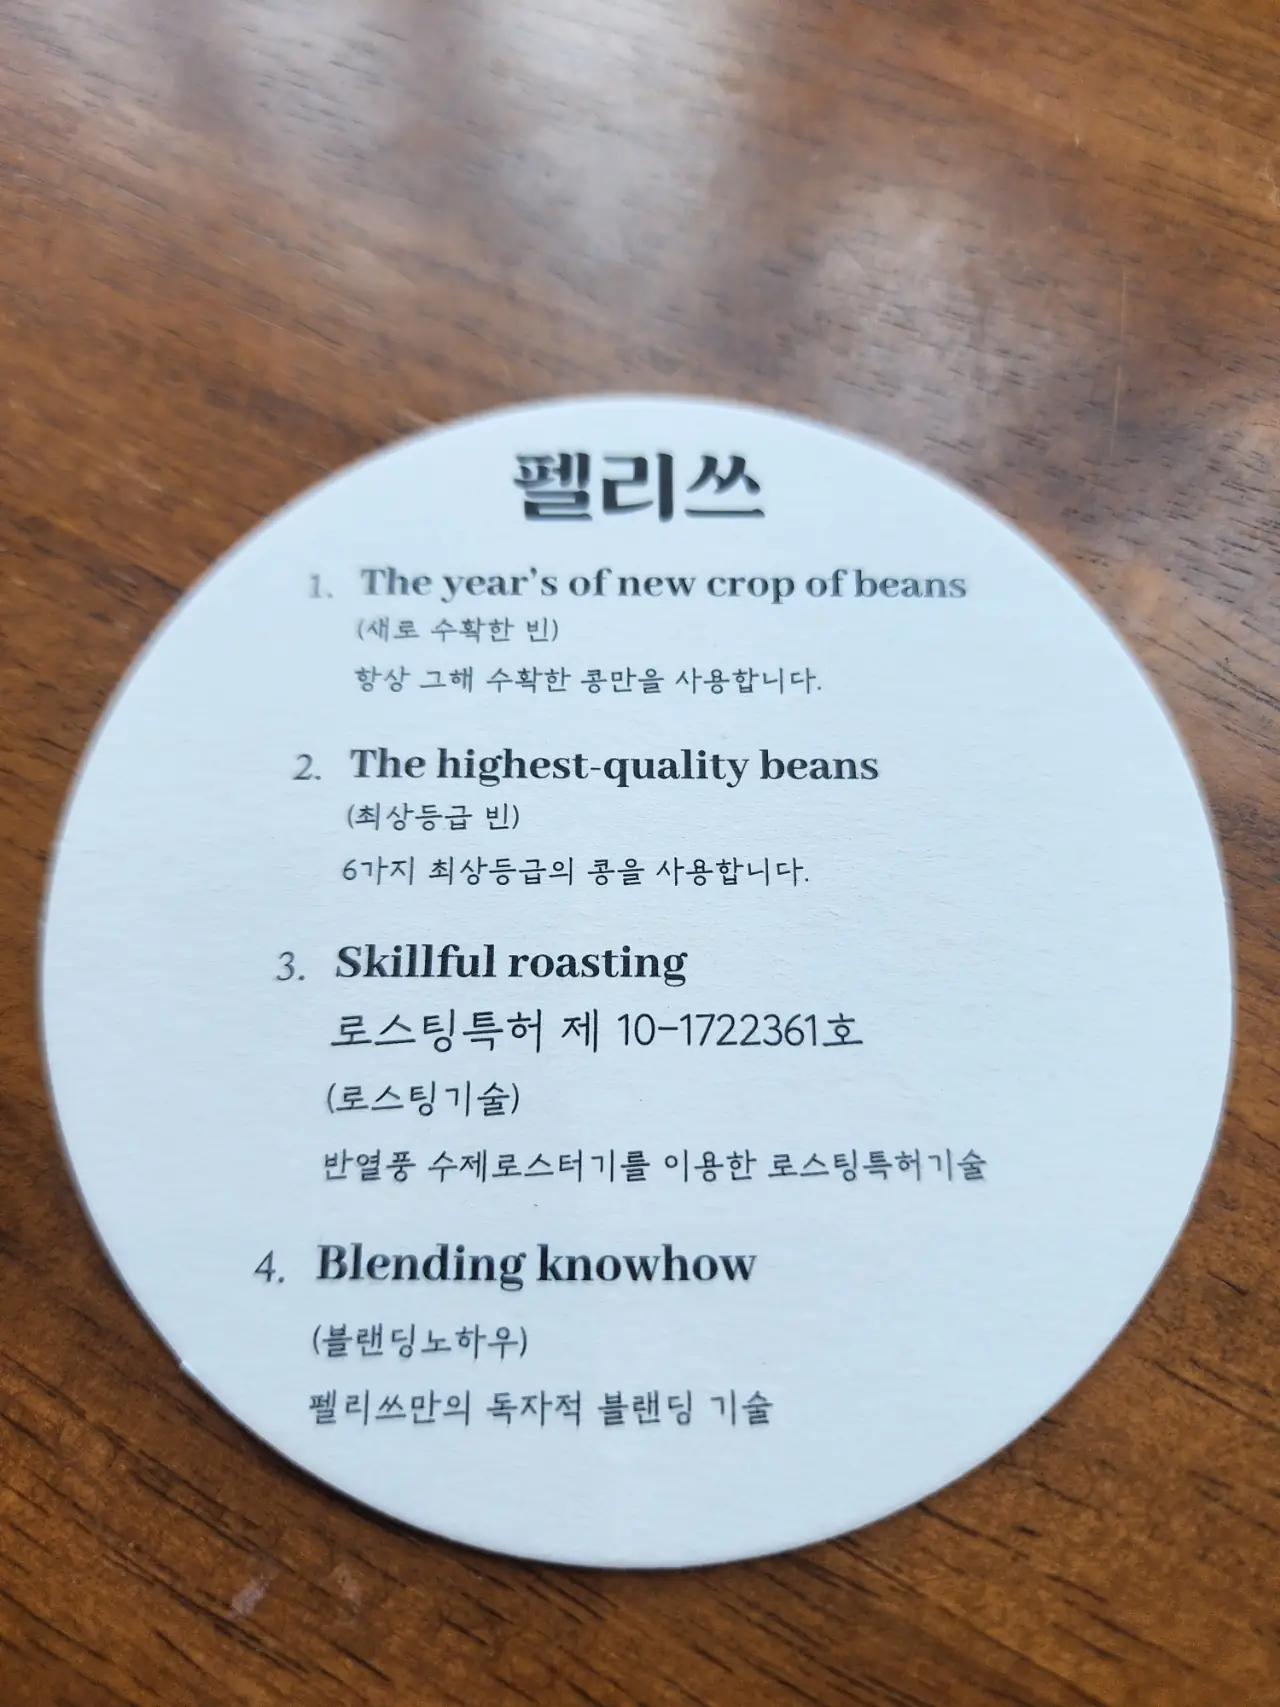 펠리쓰
1. The year's of new crop of beans
(새로 수확한 빈)
항상 그해 수확한 콩만을 사용합니다.
2. The highest-quality beans
(최상등급 빈)
6가지 최상등급의 콩을 사용합니다.
3. Skillful roasting
로스팅특허 제 10-1722361호
(로스팅기술)
반열풍 수제로스터기를 이용한 로스팅특허기술
4. Blending knowhow
(블랜딩노하우)
펠리쓰만의 독자적 블랜딩 기술